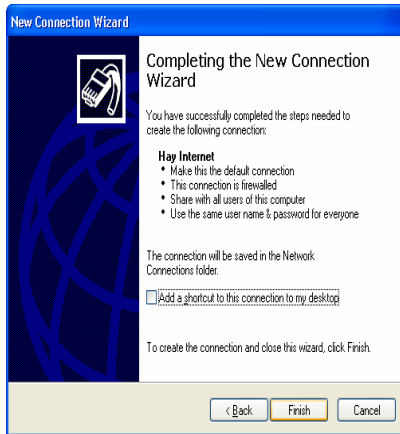 New Connection Wizard
Completing the New Connection
Wizard
You have successfully completed the steps needed to
create the following connection:
Hay Internet
• Make this the default connection
• This connection is firewalled
• Share with all users of this computer
• Use the same user name & password for everyone
The connection will be saved in the Network
Connections folder.
Add a shortcut to this connection to my desktop
To create the connection and close this wizard, click Finish.
< Back Finish Cancel